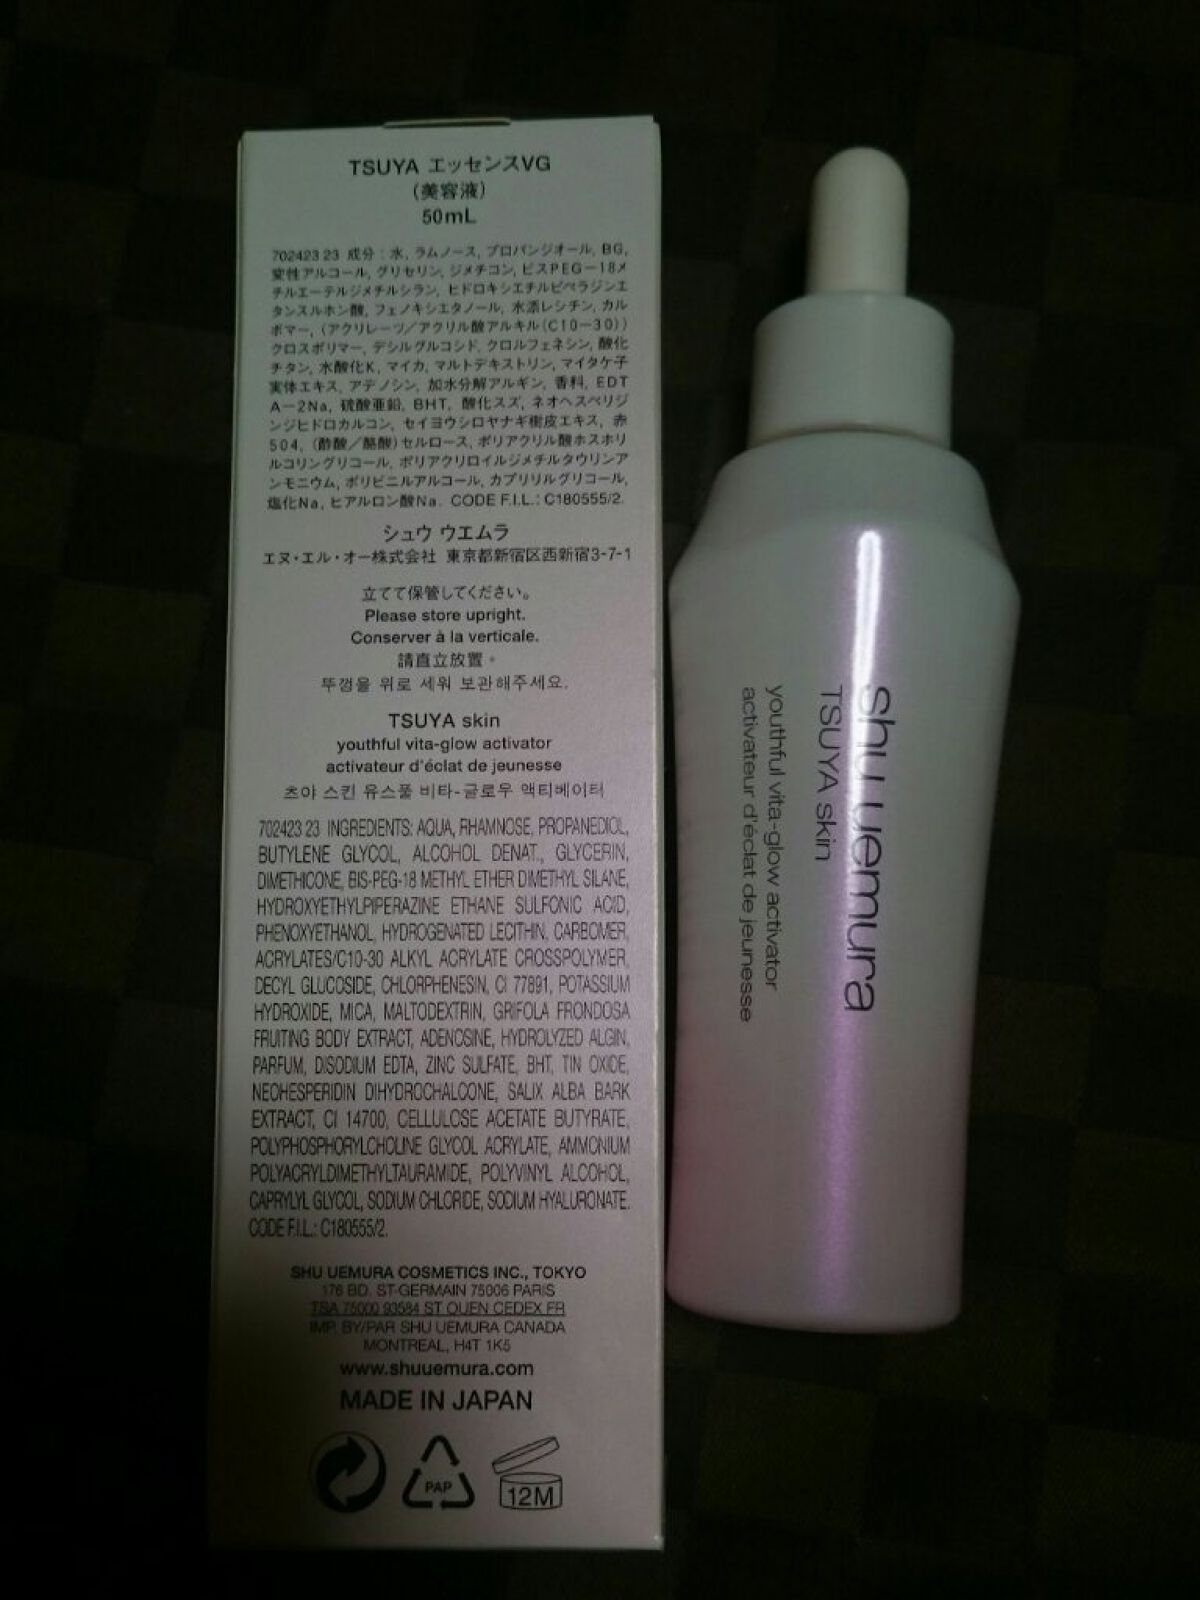 TSUYA エッセンスVG
(美容液)
50mL
702423 23 成分:水, ラムノース, プロパンジオール, BG,
変性アルコール, グリセリン, ジメチコン, ビスPEG-18メ
チルエーテルジメチルシラン, ヒドロキシエチルピペラジンエ
タンスルホン酸, フェノキシエタノール, 水添レシチン, カル
ボマー, (アクリレーツ/アクリル酸アルキル(C10-30))
クロスポリマー, デシルグルコシド, クロルフェネシン, 酸化
チタン, 水酸化K, マイカ, マルトデキストリン, マイタケ子
実体エキス, アデノシン, 加水分解アルギン, 香料, EDT
A-2Na, 硫酸亜鉛, BHT, 酸化スズ, ネオヘスペリジ
ンジヒドロカルコン, セイヨウシロヤナギ樹皮エキス, 赤
504, (酢酸/酪酸)セルロース, ポリアクリル酸ホスホリ
ルコリングリコール, ポリアクリロイルジメチルタウリンア
ンモニウム, ポリビニルアルコール, カプリリルグリコール,
塩化Na, ヒアルロン酸Na. CODE F.I.L.: C180555/2.
シュウ ウエムラ
エヌ・エル・オー株式会社 東京都新宿区西新宿3-7-1
立てて保管してください。
Please store upright.
Conserver à la verticale.
請直立放置。
뚜껑을 위로 세워 보관해주세요.
TSUYA skin
youthful vita-glow activator
activateur d'éclat de jeunesse
츠야 스킨 유스풀 비타-글로우 액티베이터
702423 23 INGREDIENTS: AQUA, RHAMNOSE, PROPANEDIOL,
BUTYLENE GLYCOL, ALCOHOL DENAT., GLYCERIN,
DIMETHICONE, BIS-PEG-18 METHYL ETHER DIMETHYL SILANE,
HYDROXYETHYLPIPERAZINE ETHANE SULFONIC ACID,
PHENOXYETHANOL, HYDROGENATED LECITHIN, CARBOMER,
ACRYLATES/C10-30 ALKYL ACRYLATE CROSSPOLYMER,
DECYL GLUCOSIDE, CHLORPHENESIN, CI 77891, POTASSIUM
HYDROXIDE, MICA, MALTODEXTRIN, GRIFOLA FRONDOSA
FRUITING BODY EXTRACT, ADENOSINE, HYDROLYZED ALGIN,
PARFUM, DISODIUM EDTA, ZINC SULFATE, BHT, TIN OXIDE,
NEOHESPERIDIN DIHYDROCHALCONE, SALIX ALBA BARK
EXTRACT, CI 14700, CELLULOSE ACETATE BUTYRATE,
POLYPHOSPHORYLCHOLINE GLYCOL ACRYLATE, AMMONIUM
POLYACRYLDIMETHYLTAURAMIDE, POLYVINYL ALCOHOL,
CAPRYLYL GLYCOL, SODIUM CHLORIDE, SODIUM HYALURONATE.
CODE F.I.L.: C180555/2.
SHU UEMURA COSMETICS INC., TOKYO
176 BD. ST-GERMAIN 75006 PARIS
TSA 75000 93584 ST OUEN CEDEX FR
IMP. BY/PAR SHU UEMURA CANADA
MONTREAL, H4T 1K5
www.shuuemura.com
MADE IN JAPAN
PAP
12M
shu uemura
TSUYA skin
youthful vita-glow activator
activateur d'éclat de jeunesse